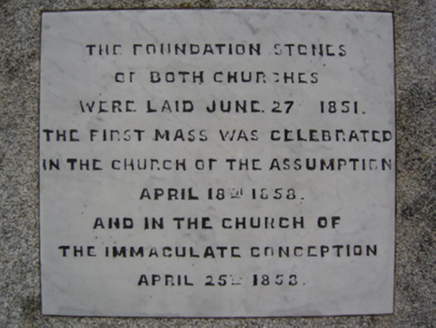 THE FOUNDATION STONES
OF BOTH CHURCHES
WERE LAID JUNE. 27 1851.
THE FIRST MASS WAS CELEBRATED
IN THE CHURCH OF THE ASSUMPTION
APRIL 18TH 1858.
AND IN THE CHURCH OF
THE IMMACULATE CONCEPTION
APRIL 25TH 1858.